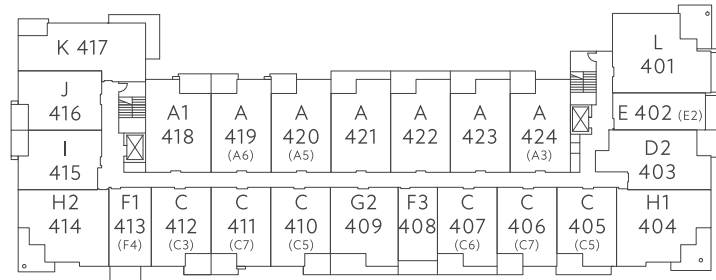 K 417
L
401
J
416
A1
418
A
419
(A6)
A
420
(A5)
A
421
A
422
A
423
A
424
(A3)
E 402 (E2)
I
415
D2
403
H2
414
F1
413
(F4)
C
412
(C3)
C
411
(C7)
C
410
(C5)
G2
409
F3
408
C
407
(C6)
C
406
(C7)
C
405
(C5)
H1
404